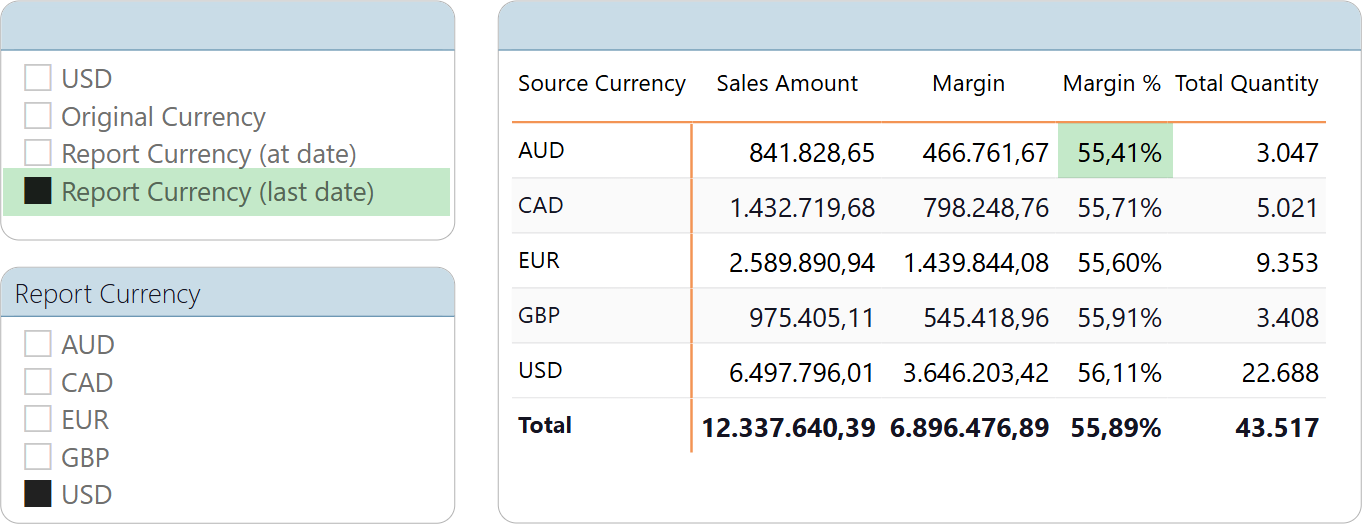 USD
Original Currency
Report Currency (at date)
Report Currency (last date)
Report Currency
AUD
CAD
EUR
GBP
USD
Source Currency Sales Amount Margin Margin % Total Quantity
AUD 841.828,65 466.761,67 55,41% 3.047
CAD 1.432.719,68 798.248,76 55,71% 5.021
EUR 2.589.890,94 1.439.844,08 55,60% 9.353
GBP 975.405,11 545.418,96 55,91% 3.408
USD 6.497.796,01 3.646.203,42 56,11% 22.688
Total 12.337.640,39 6.896.476,89 55,89% 43.517